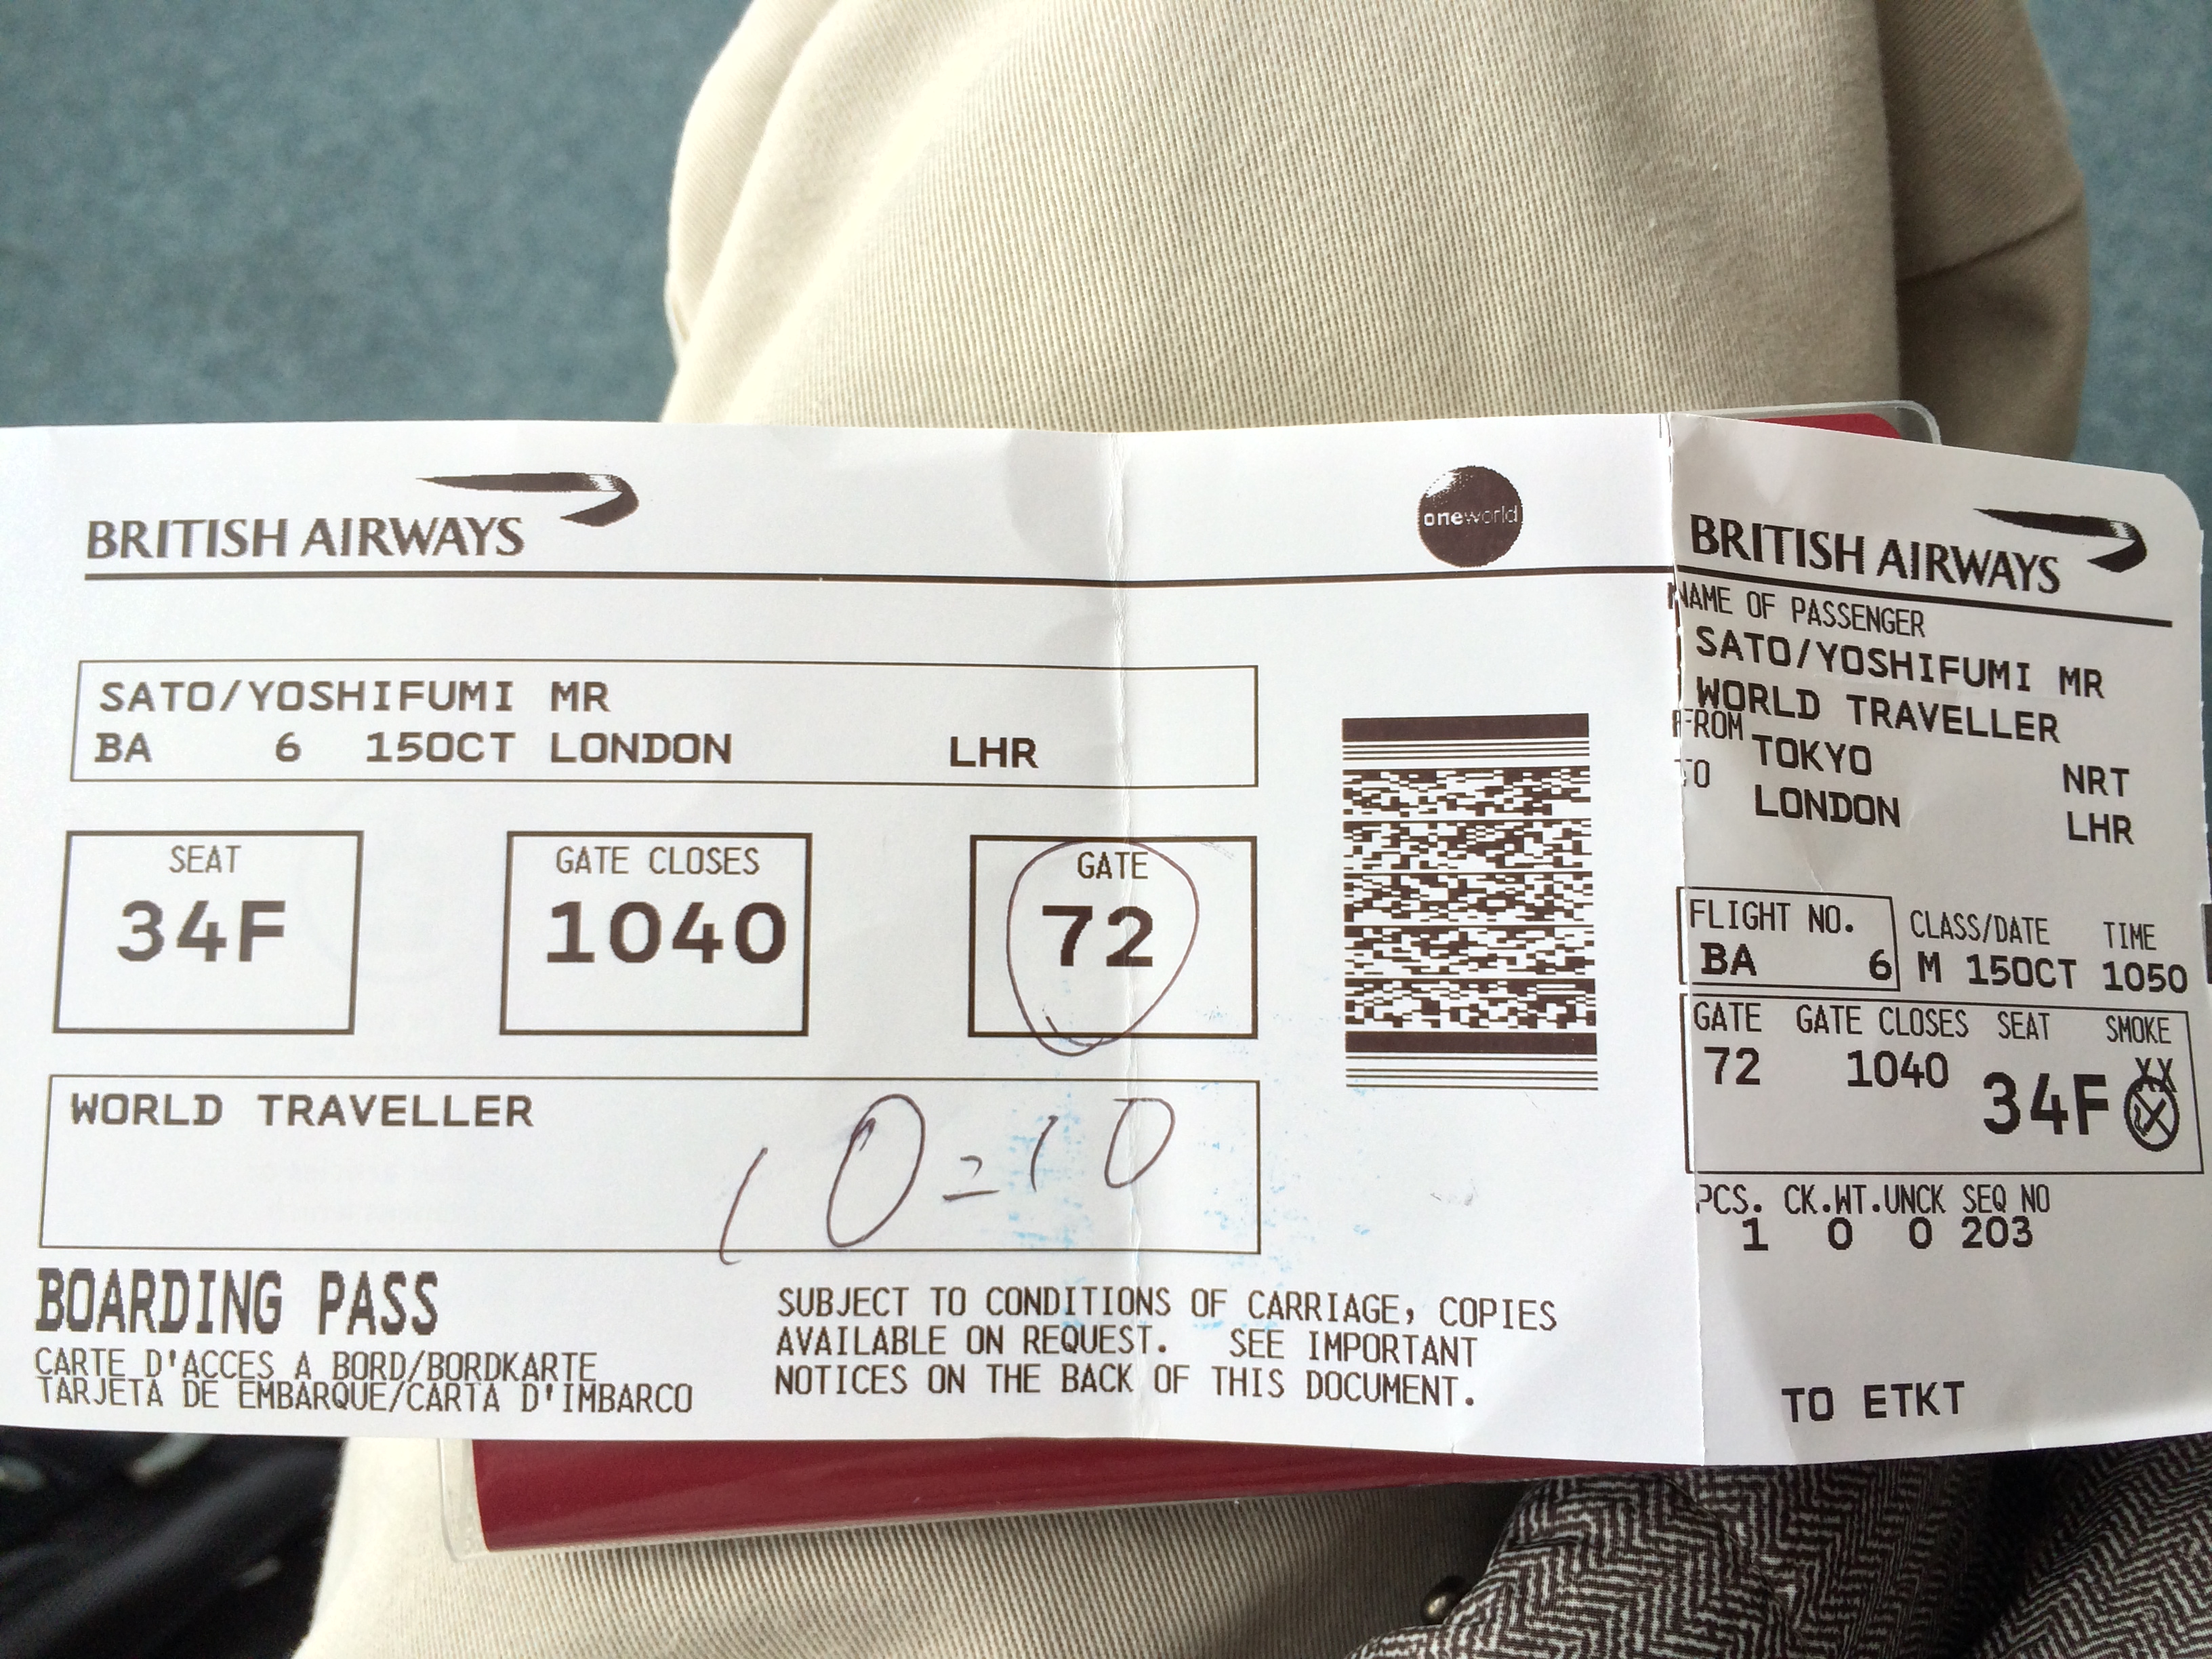 BRITISH AIRWAYS
oneworld
SATO/YOSHIFUMI MR
BA 6 15OCT LONDON LHR
SEAT
34F
GATE CLOSES
1040
GATE
72
WORLD TRAVELLER
10=10
BOARDING PASS
CARTE D'ACCES A BORD/BORDKARTE
TARJETA DE EMBARQUE/CARTA D'IMBARCO
SUBJECT TO CONDITIONS OF CARRIAGE, COPIES
AVAILABLE ON REQUEST. SEE IMPORTANT
NOTICES ON THE BACK OF THIS DOCUMENT.
BRITISH AIRWAYS
NAME OF PASSENGER
SATO/YOSHIFUMI MR
WORLD TRAVELLER
FROM TOKYO NRT
TO LONDON LHR
FLIGHT NO. CLASS/DATE TIME
BA 6 M 15OCT 1050
GATE GATE CLOSES SEAT SMOKE
72 1040 34F XX
PCS. CK.WT.UNCK SEQ NO
1 0 0 203
TO ETKT